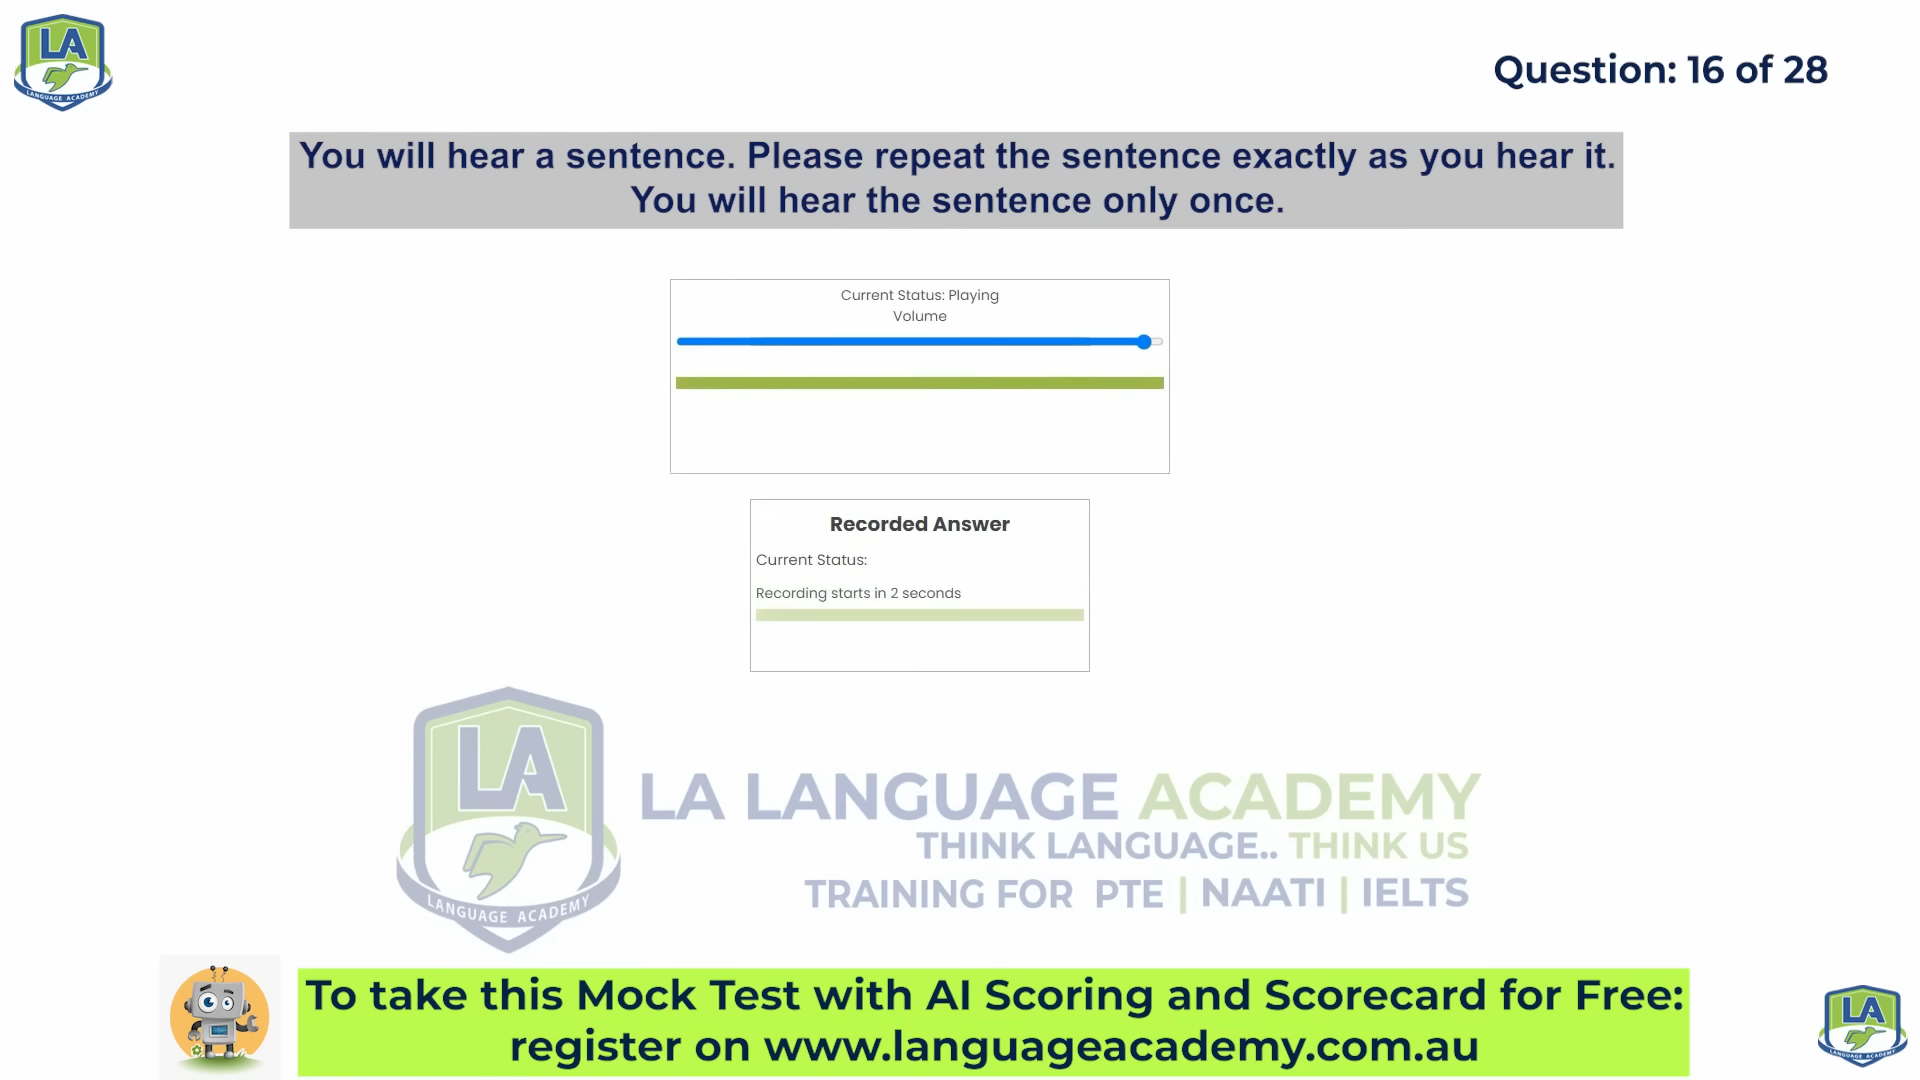 LA
LANGUAGE ACADEMY
Question: 16 of 28
You will hear a sentence. Please repeat the sentence exactly as you hear it.
You will hear the sentence only once.
Current Status: Playing
Volume
Recorded Answer
Current Status:
Recording starts in 2 seconds
LA
LANGUAGE ACADEMY
LA LANGUAGE ACADEMY
THINK LANGUAGE.. THINK US
TRAINING FOR PTE | NAATI | IELTS
To take this Mock Test with AI Scoring and Scorecard for Free:
register on www.languageacademy.com.au
LA
LANGUAGE ACADEMY